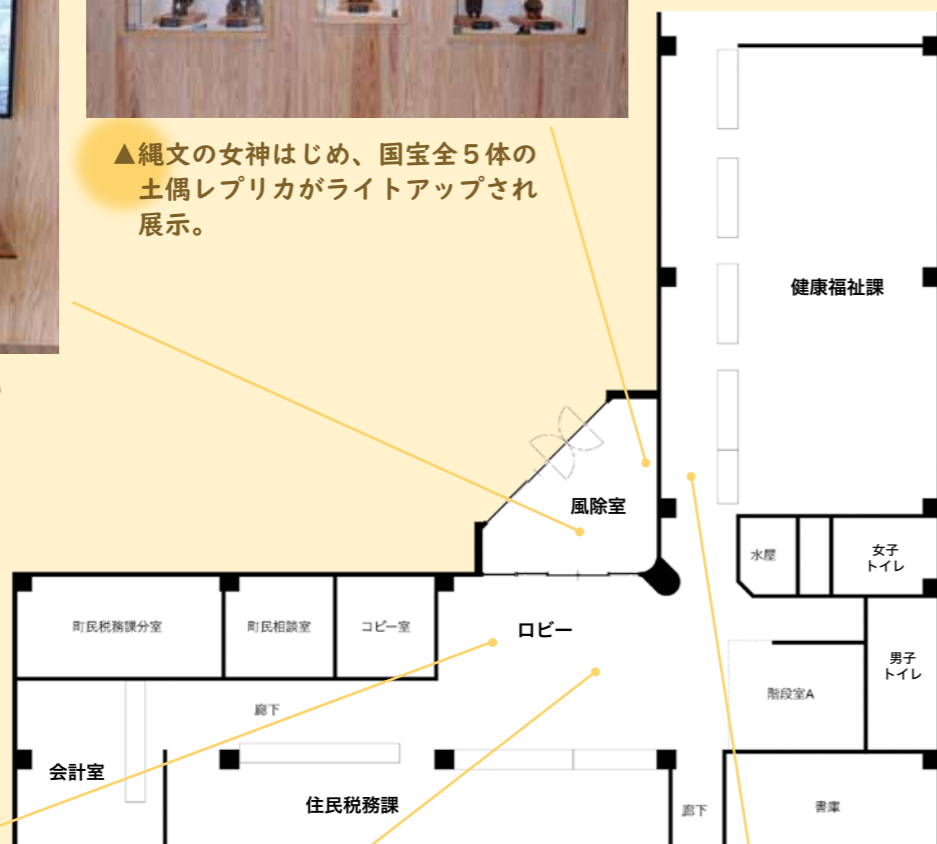 ▲縄文の女神はじめ、国宝全５体の
土偶レプリカがライトアップされ
展示。
健康福祉課
風除室
水屋
女子
トイレ
町民税務課分室
町民相談室
コピー室
ロビー
男子
トイレ
階段室A
廊下
会計室
住民税務課
廊下
書庫